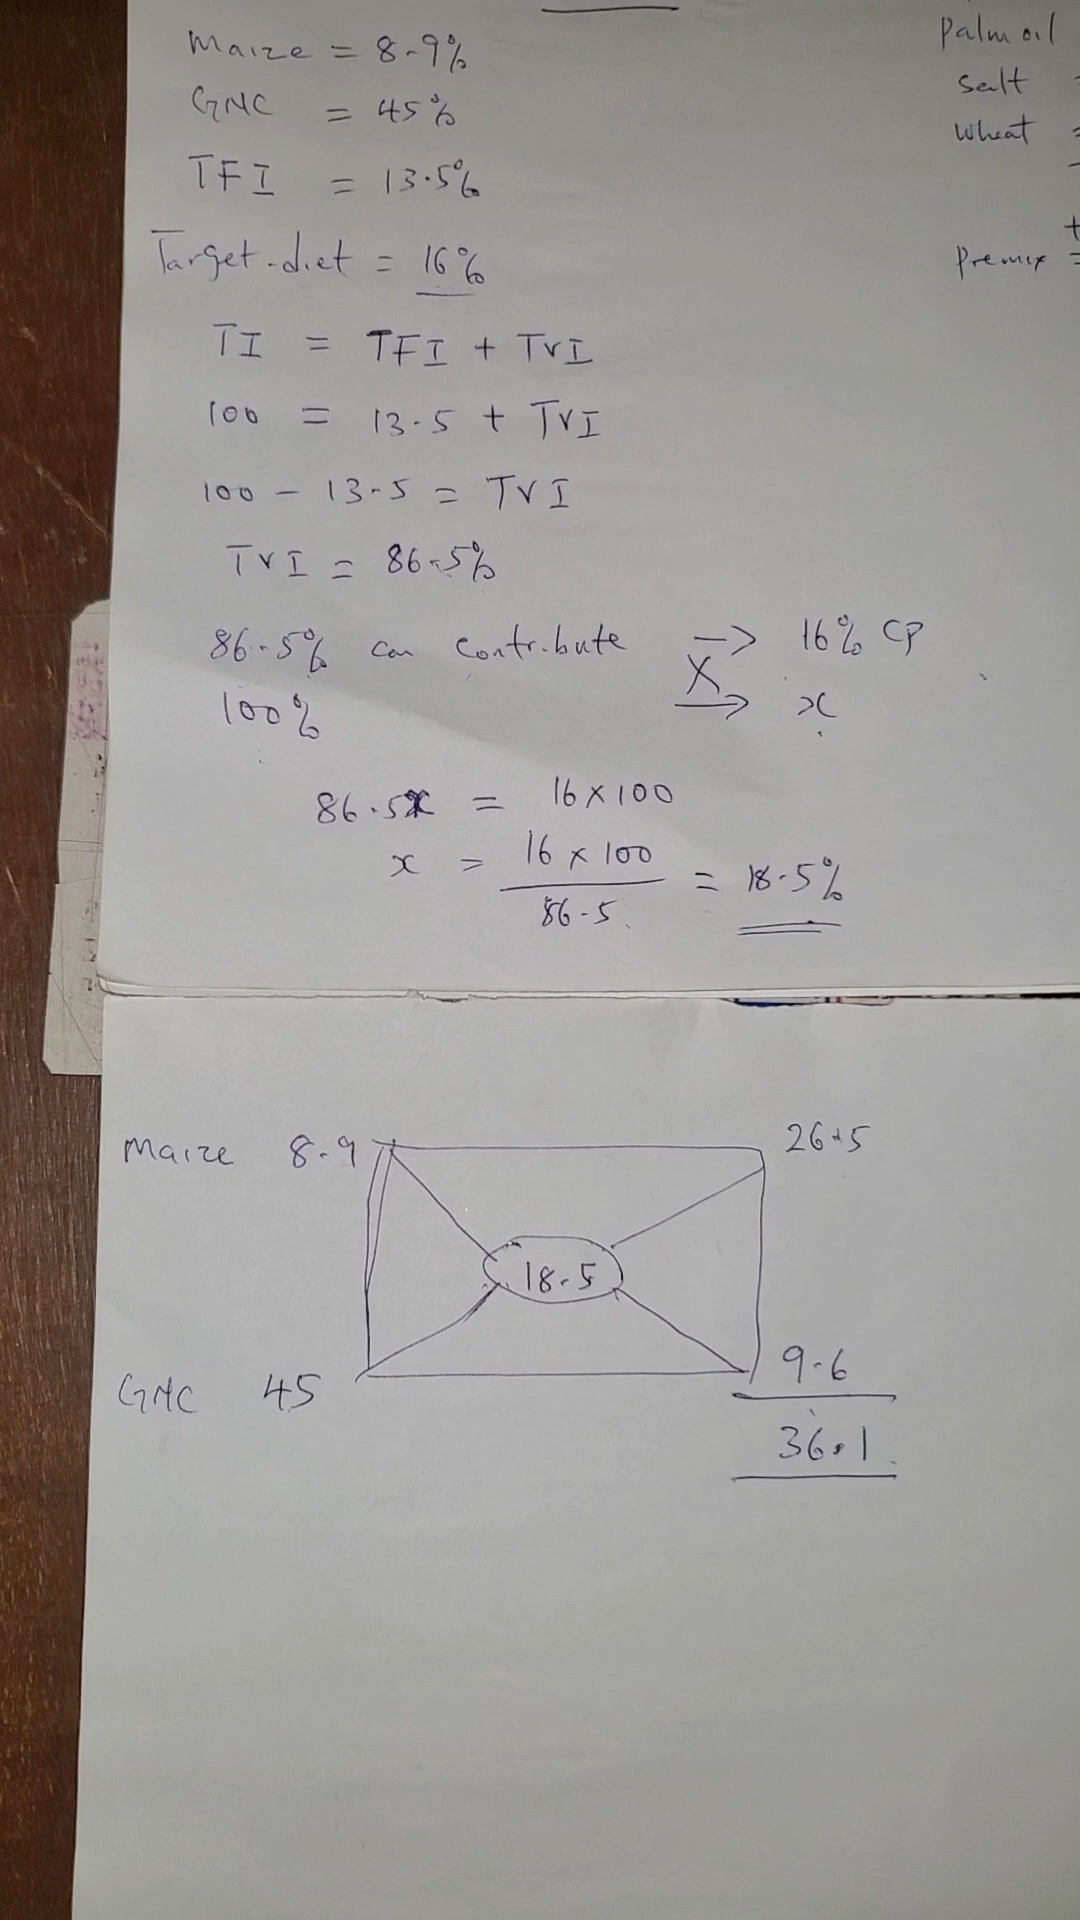 Maize = 8.9%
GNC = 45%
TFI = 13.5%
Target diet = 16%
TI = TFI + TVI
100 = 13.5 + TVI
100 - 13.5 = TVI
TVI = 86.5%
86.5% can contribute → 16% CP
X
100% → x
86.5x = 16 x 100
x = 16 x 100 / 86.5 = 18.5%
Palm oil
Salt
Wheat =
+
Premix =
Maize 8.9 26.5
18.5
GNC 45 9.6
36.1